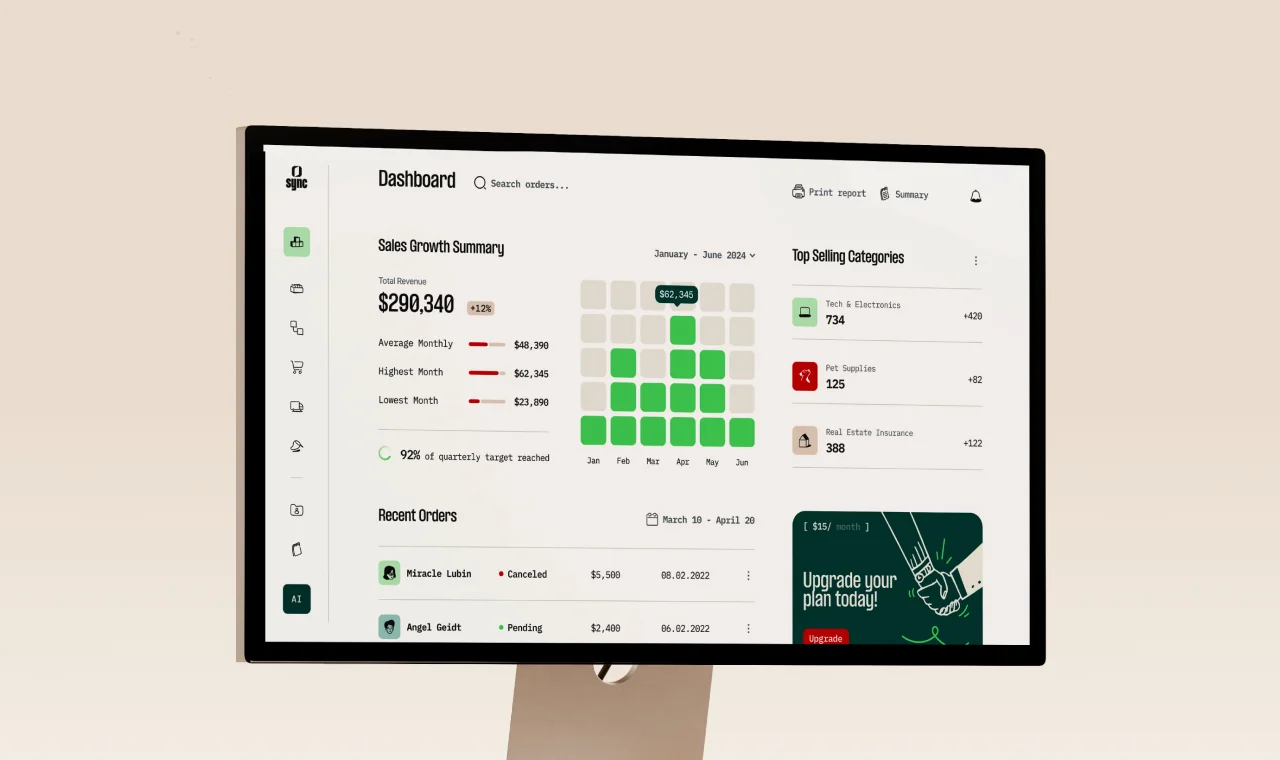 sync
Dashboard
Search orders...
Print report
Summary
Sales Growth Summary
January - June 2024
Total Revenue
$290,340
+12%
Average Monthly
$48,390
Highest Month
$62,345
Lowest Month
$23,890
92% of quarterly target reached
$62,345
Jan Feb Mar Apr May Jun
Top Selling Categories
Tech & Electronics
734
+420
Pet Supplies
125
+82
Real Estate Insurance
388
+122
Recent Orders
March 10 - April 20
Miracle Lubin
Canceled
$5,500
08.02.2022
Angel Geidt
Pending
$2,400
06.02.2022
[ $15/ month ]
Upgrade your
plan today!
Upgrade
AI